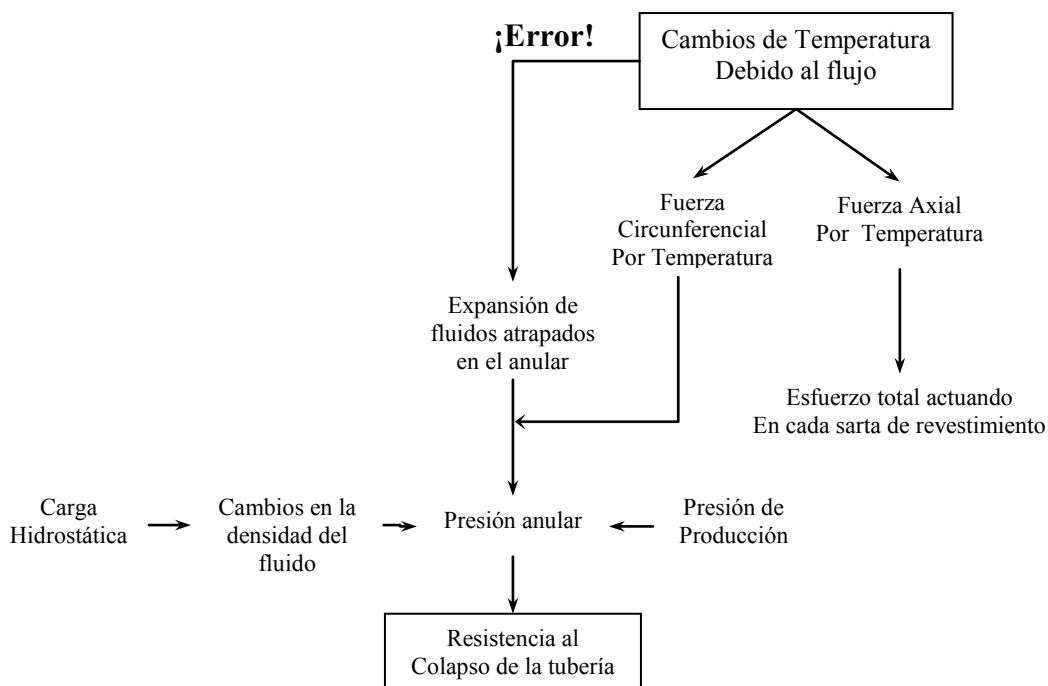 ¡Error!
Cambios de Temperatura
Debido al flujo
Fuerza
Circunferencial
Por Temperatura
Fuerza Axial
Por Temperatura
Expansión de
fluidos atrapados
en el anular
Esfuerzo total actuando
En cada sarta de revestimiento
Carga
Hidrostática
Cambios en la
densidad del
fluido
Presión anular
Presión de
Producción
Resistencia al
Colapso de la tubería